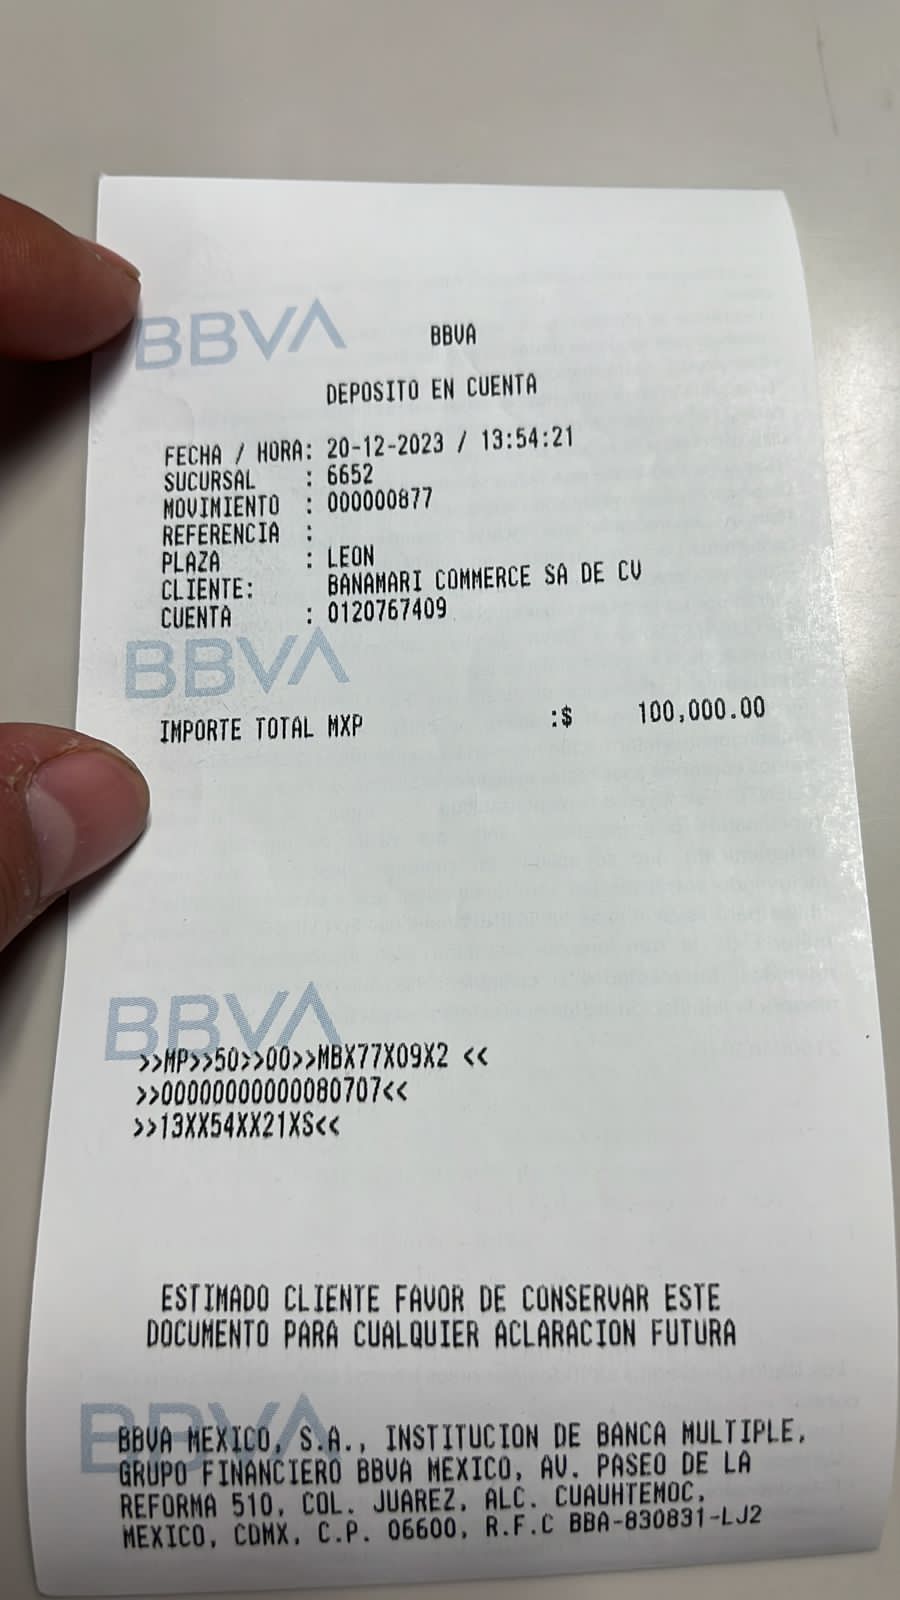 BBVA
BBVA
DEPOSITO EN CUENTA
FECHA / HORA: 20-12-2023 / 13:54:21
SUCURSAL : 6652
MOVIMIENTO : 000000877
REFERENCIA :
PLAZA : LEON
CLIENTE: BANAMARI COMMERCE SA DE CV
CUENTA : 0120767409
BBVA
IMPORTE TOTAL MXP :$ 100,000.00
BBVA
>>MP>>50>>00>>MBX77X09X2 <<
>>00000000000080707<<
>>13XX54XX21XS<<
ESTIMADO CLIENTE FAVOR DE CONSERVAR ESTE
DOCUMENTO PARA CUALQUIER ACLARACION FUTURA
BBVA
BBVA MEXICO, S.A., INSTITUCION DE BANCA MULTIPLE,
GRUPO FINANCIERO BBVA MEXICO, AV. PASEO DE LA
REFORMA 510, COL. JUAREZ, ALC. CUAUHTEMOC,
MEXICO, CDMX, C.P. 06600, R.F.C BBA-830831-LJ2